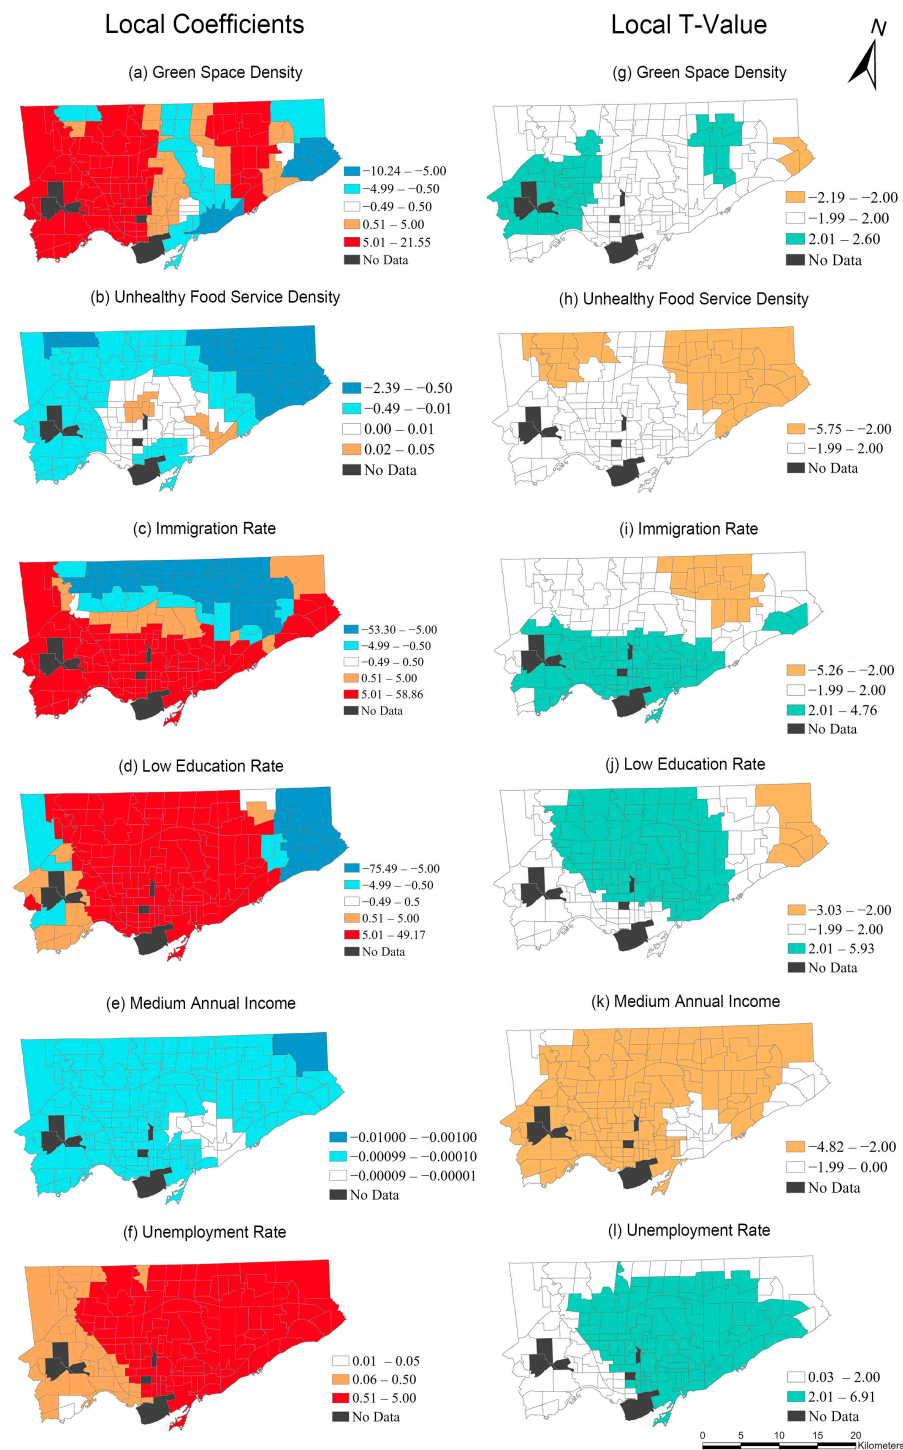 Local Coefficients
Local T-Value
N
(a) Green Space Density
−10.24 – −5.00
−4.99 – −0.50
−0.49 – 0.50
0.51 – 5.00
5.01 – 21.55
No Data
(g) Green Space Density
−2.19 – −2.00
−1.99 – 2.00
2.01 – 2.60
No Data
(b) Unhealthy Food Service Density
−2.39 – −0.50
−0.49 – −0.01
0.00 – 0.01
0.02 – 0.05
No Data
(h) Unhealthy Food Service Density
−5.75 – −2.00
−1.99 – 2.00
No Data
(c) Immigration Rate
−53.30 – −5.00
−4.99 – −0.50
−0.49 – 0.50
0.51 – 5.00
5.01 – 58.86
No Data
(i) Immigration Rate
−5.26 – −2.00
−1.99 – 2.00
2.01 – 4.76
No Data
(d) Low Education Rate
−75.49 – −5.00
−4.99 – −0.50
−0.49 – 0.5
0.51 – 5.00
5.01 – 49.17
No Data
(j) Low Education Rate
−3.03 – −2.00
−1.99 – 2.00
2.01 – 5.93
No Data
(e) Medium Annual Income
−0.01000 – −0.00100
−0.00099 – −0.00010
−0.00009 – −0.00001
No Data
(k) Medium Annual Income
−4.82 – −2.00
−1.99 – 0.00
No Data
(f) Unemployment Rate
0.01 – 0.05
0.06 – 0.50
0.51 – 5.00
No Data
(l) Unemployment Rate
0.03 – 2.00
2.01 – 6.91
No Data
0 5 10 15 20
Kilometers